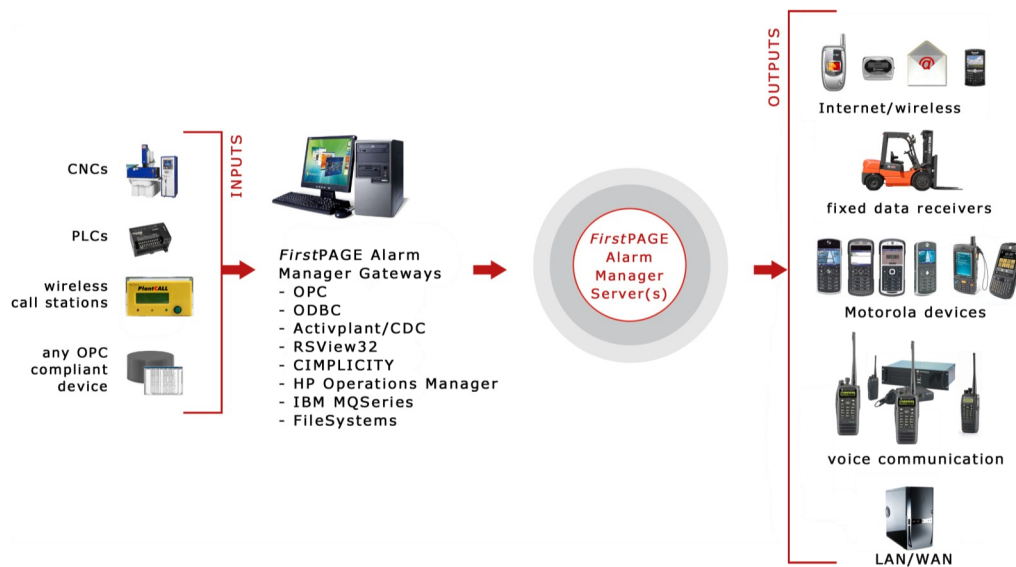 CNCs
PLCs
wireless
call stations
PlantCALL
any OPC
compliant
device
INPUTS
FirstPAGE Alarm
Manager Gateways
- OPC
- ODBC
- Activplant/CDC
- RSView32
- CIMPLICITY
- HP Operations Manager
- IBM MQSeries
- FileSystems
FirstPAGE
Alarm
Manager
Server(s)
OUTPUTS
@
Internet/wireless
fixed data receivers
Motorola devices
voice communication
LAN/WAN